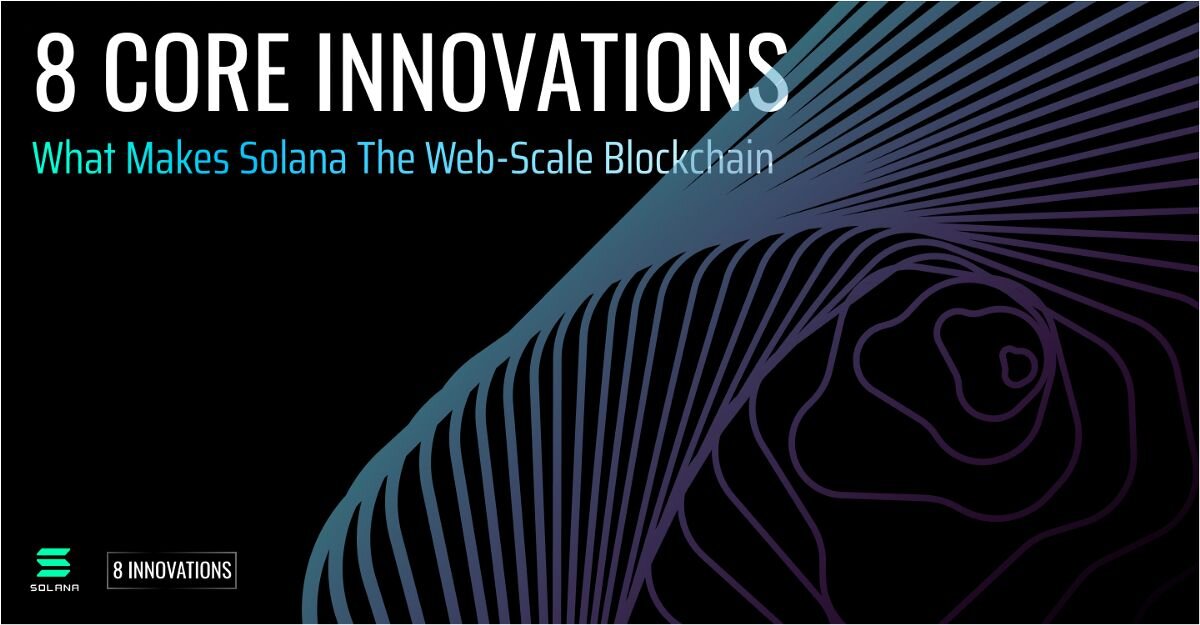 8 CORE INNOVATIONS
What Makes Solana The Web-Scale Blockchain
SOLANA
8 INNOVATIONS